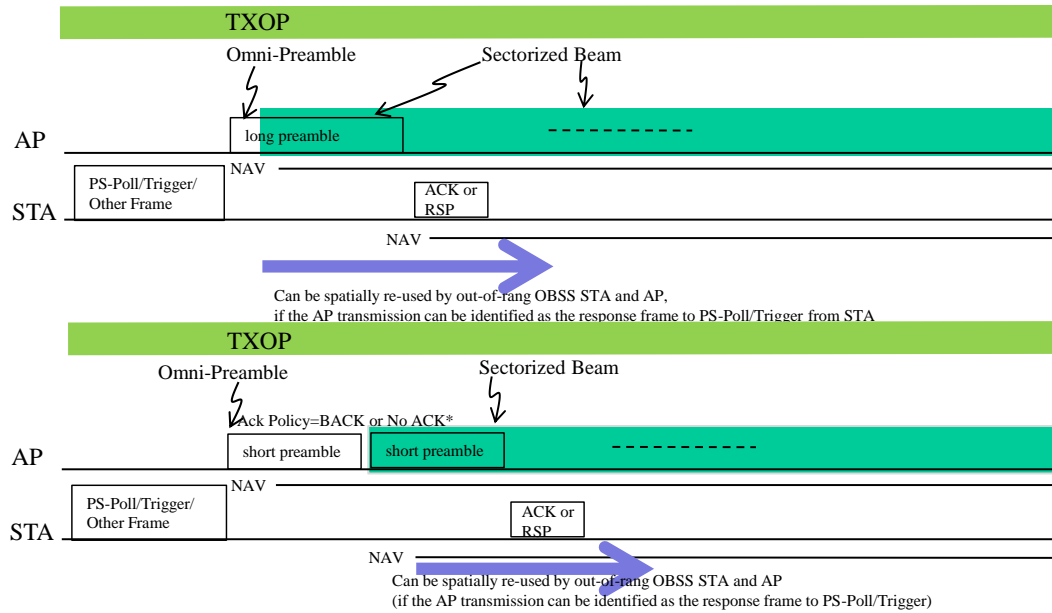 TXOP
Omni-Preamble
Sectorized Beam
AP
long preamble
NAV
PS-Poll/Trigger/
Other Frame
STA
ACK or
RSP
NAV
Can be spatially re-used by out-of-rang OBSS STA and AP,
if the AP transmission can be identified as the response frame to PS-Poll/Trigger from STA
TXOP
Omni-Preamble
Sectorized Beam
Ack Policy=BACK or No ACK*
AP
short preamble
short preamble
NAV
PS-Poll/Trigger/
Other Frame
STA
ACK or
RSP
NAV
Can be spatially re-used by out-of-rang OBSS STA and AP
(if the AP transmission can be identified as the response frame to PS-Poll/Trigger)